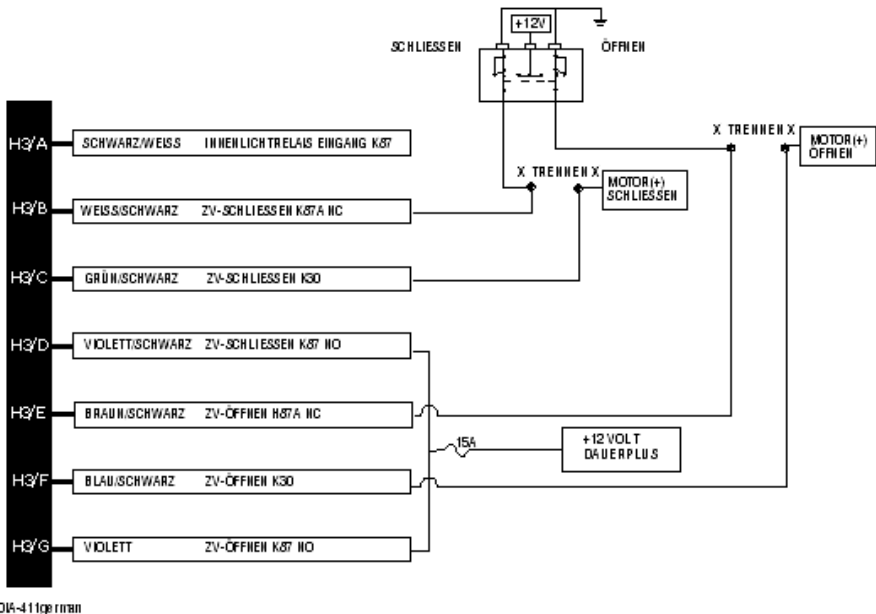 +12V
SCHLIESSEN
ÖFFNEN
H3/A SCHWARZ/WEISS INNENLICHTRELAIS EINGANG K87
X TRENNEN X
MOTOR(+)
ÖFFNEN
X TRENNEN X
MOTOR(+)
SCHLIESSEN
H3/B WEISS/SCHWARZ ZV-SCHLIESSEN K87A NC
H3/C GRÜN/SCHWARZ ZV-SCHLIESSEN K30
H3/D VIOLETT/SCHWARZ ZV-SCHLIESSEN K87 NO
H3/E BRAUN/SCHWARZ ZV-ÖFFNEN H87A NC
15A
+12 VOLT
DAUERPLUS
H3/F BLAU/SCHWARZ ZV-ÖFFNEN K30
H3/G VIOLETT ZV-ÖFFNEN K87 NO
DIA-411german